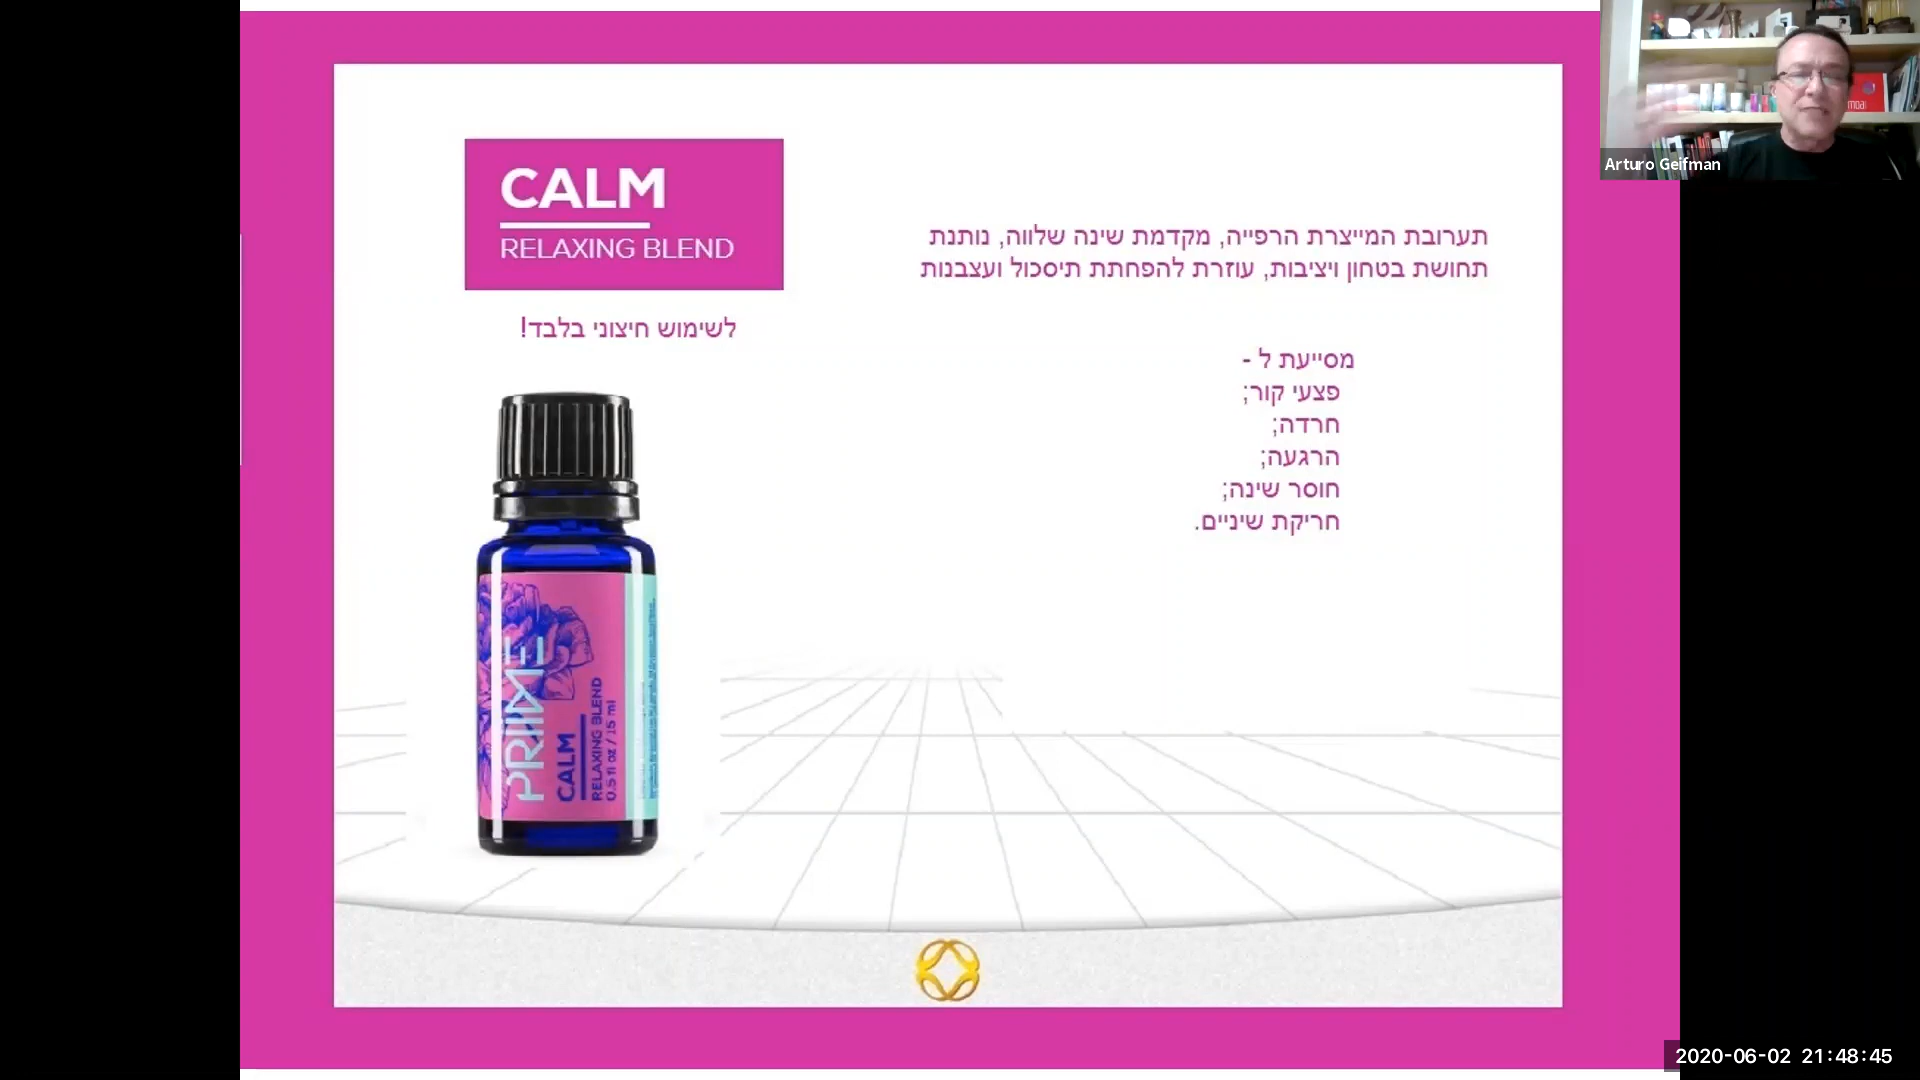 CALM
RELAXING BLEND
תערובת המייצרת הרפייה, מקדמת שינה שלווה, נותנת
תחושת בטחון ויציבות, עוזרת להפחתת תיסכול ועצבנות
לשימוש חיצוני בלבד!
מסייעת ל -
פצעי קור;
חרדה;
הרגעה;
חוסר שינה;
חריקת שיניים.
PRIIME
CALM
RELAXING BLEND
0.5 fl oz / 15 ml
Arturo Geifman
2020-06-02 21:48:45